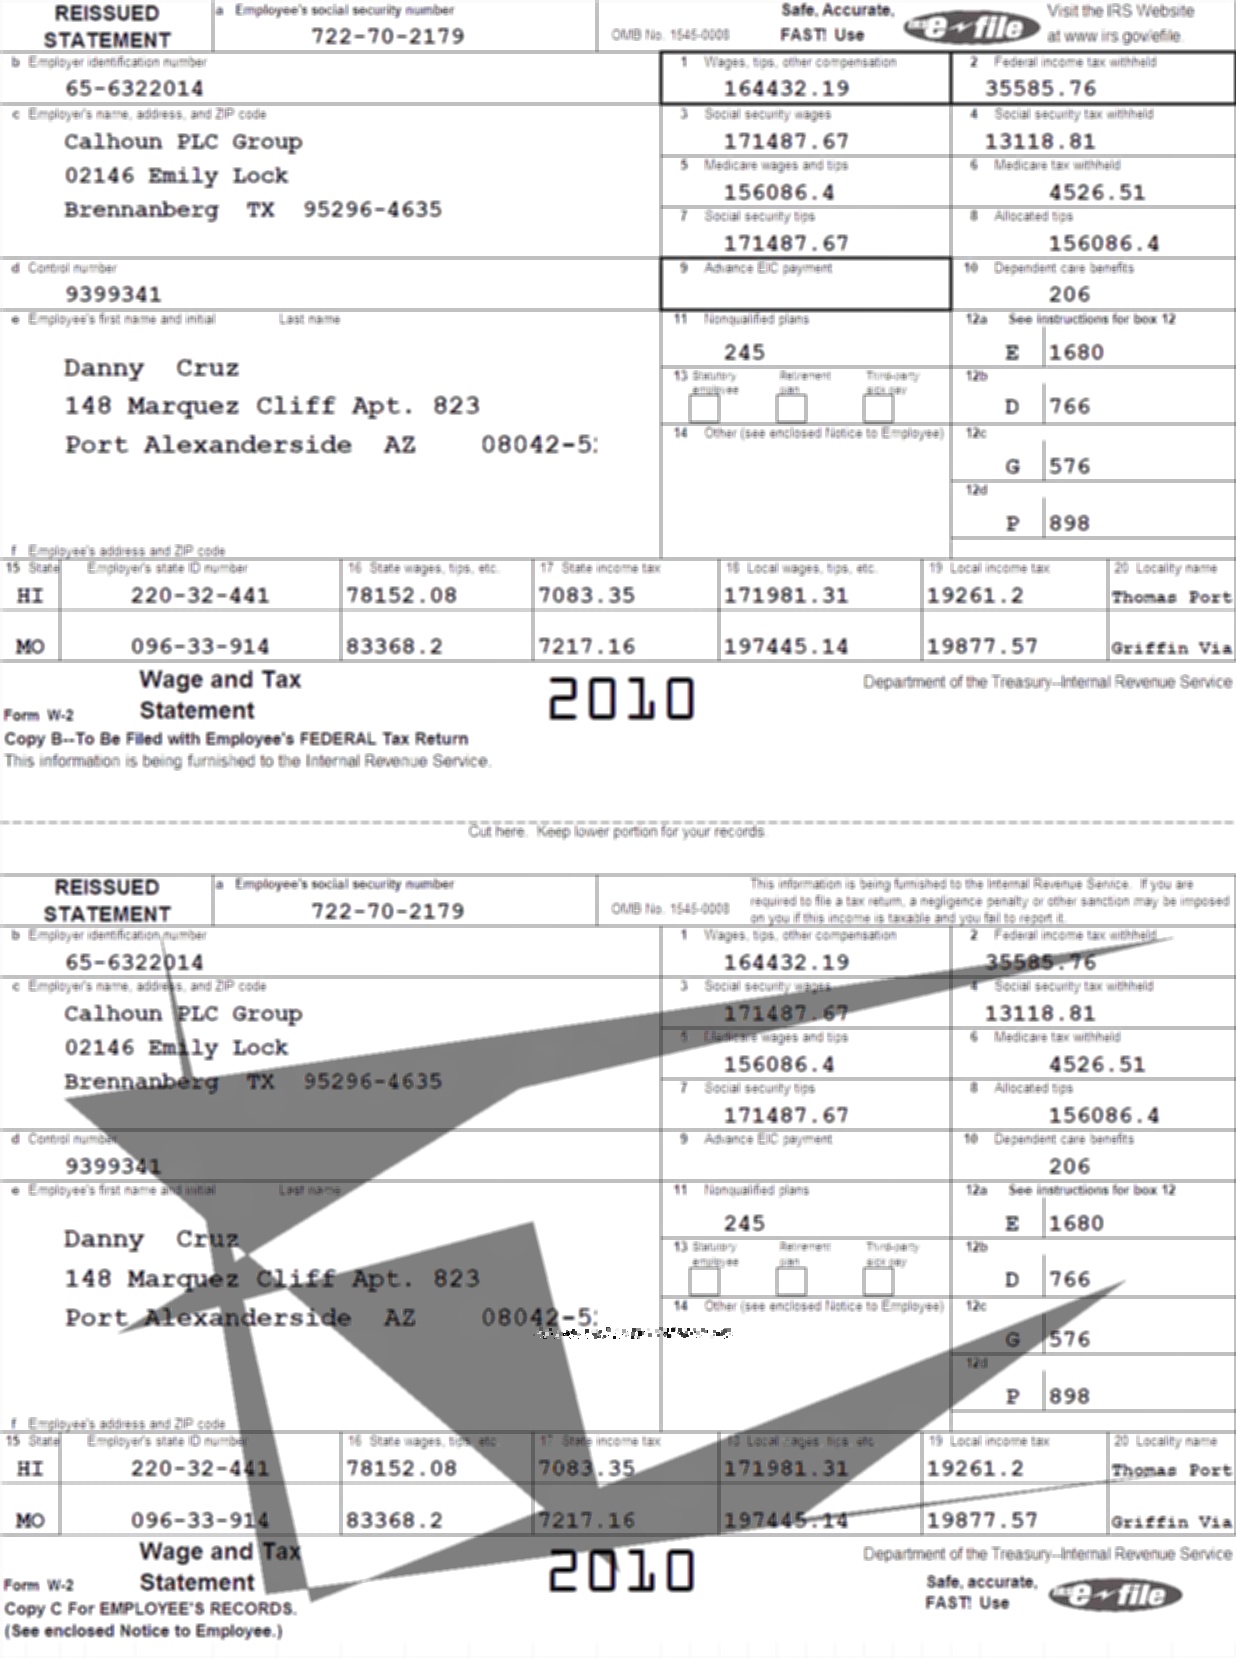 REISSUED STATEMENT
a Employee's social security number
722-70-2179
OMB No. 1545-0008
Safe, Accurate, FAST! Use
IRS e-file
Visit the IRS Website at www.irs.gov/efile.
b Employer identification number
65-6322014
1 Wages, tips, other compensation
164432.19
2 Federal income tax withheld
35585.76
c Employer's name, address, and ZIP code
Calhoun PLC Group
02146 Emily Lock
Brennanberg TX 95296-4635
3 Social security wages
171487.67
4 Social security tax withheld
13118.81
5 Medicare wages and tips
156086.4
6 Medicare tax withheld
4526.51
7 Social security tips
171487.67
8 Allocated tips
156086.4
d Control number
9399341
9 Advance EIC payment
10 Dependent care benefits
206
e Employee's first name and initial Last name
Danny Cruz
148 Marquez Cliff Apt. 823
Port Alexanderside AZ 08042-5
11 Nonqualified plans
245
12a See instructions for box 12
E 1680
13 Statutory employee
Retirement plan
Third-party sick pay
12b
D 766
14 Other (see enclosed Notice to Employee)
12c
G 576
12d
P 898
f Employee's address and ZIP code
15 State Employer's state ID number 16 State wages, tips, etc. 17 State income tax 18 Local wages, tips, etc. 19 Local income tax 20 Locality name
HI 220-32-441 78152.08 7083.35 171981.31 19261.2 Thomas Port
MO 096-33-914 83368.2 7217.16 197445.14 19877.57 Griffin Via
Form W-2 Wage and Tax Statement
2010
Department of the Treasury--Internal Revenue Service
Copy B--To Be Filed with Employee's FEDERAL Tax Return
This information is being furnished to the Internal Revenue Service.
Cut here. Keep lower portion for your records
REISSUED STATEMENT
a Employee's social security number
722-70-2179
OMB No. 1545-0008
This information is being furnished to the Internal Revenue Service. If you are
required to file a tax return, a negligence penalty or other sanction may be imposed
on you if this income is taxable and you fail to report it.
b Employer identification number
65-6322014
1 Wages, tips, other compensation
164432.19
2 Federal income tax withheld
35585.76
c Employer's name, address, and ZIP code
Calhoun PLC Group
02146 Emily Lock
Brennanberg TX 95296-4635
3 Social security wages
171487.67
4 Social security tax withheld
13118.81
5 Medicare wages and tips
156086.4
6 Medicare tax withheld
4526.51
7 Social security tips
171487.67
8 Allocated tips
156086.4
d Control number
9399341
9 Advance EIC payment
10 Dependent care benefits
206
e Employee's first name and initial Last name
Danny Cruz
148 Marquez Cliff Apt. 823
Port Alexanderside AZ 08042-5
11 Nonqualified plans
245
12a See instructions for box 12
E 1680
13 Statutory employee
Retirement plan
Third-party sick pay
12b
D 766
14 Other (see enclosed Notice to Employee)
12c
G 576
12d
P 898
f Employee's address and ZIP code
15 State Employer's state ID number 16 State wages, tips, etc. 17 State income tax 18 Local wages, tips, etc. 19 Local income tax 20 Locality name
HI 220-32-441 78152.08 7083.35 171981.31 19261.2 Thomas Port
MO 096-33-914 83368.2 7217.16 197445.14 19877.57 Griffin Via
Form W-2 Wage and Tax Statement
2010
Department of the Treasury--Internal Revenue Service
Safe, accurate, FAST! Use
IRS e-file
Copy C For EMPLOYEE'S RECORDS.
(See enclosed Notice to Employee.)